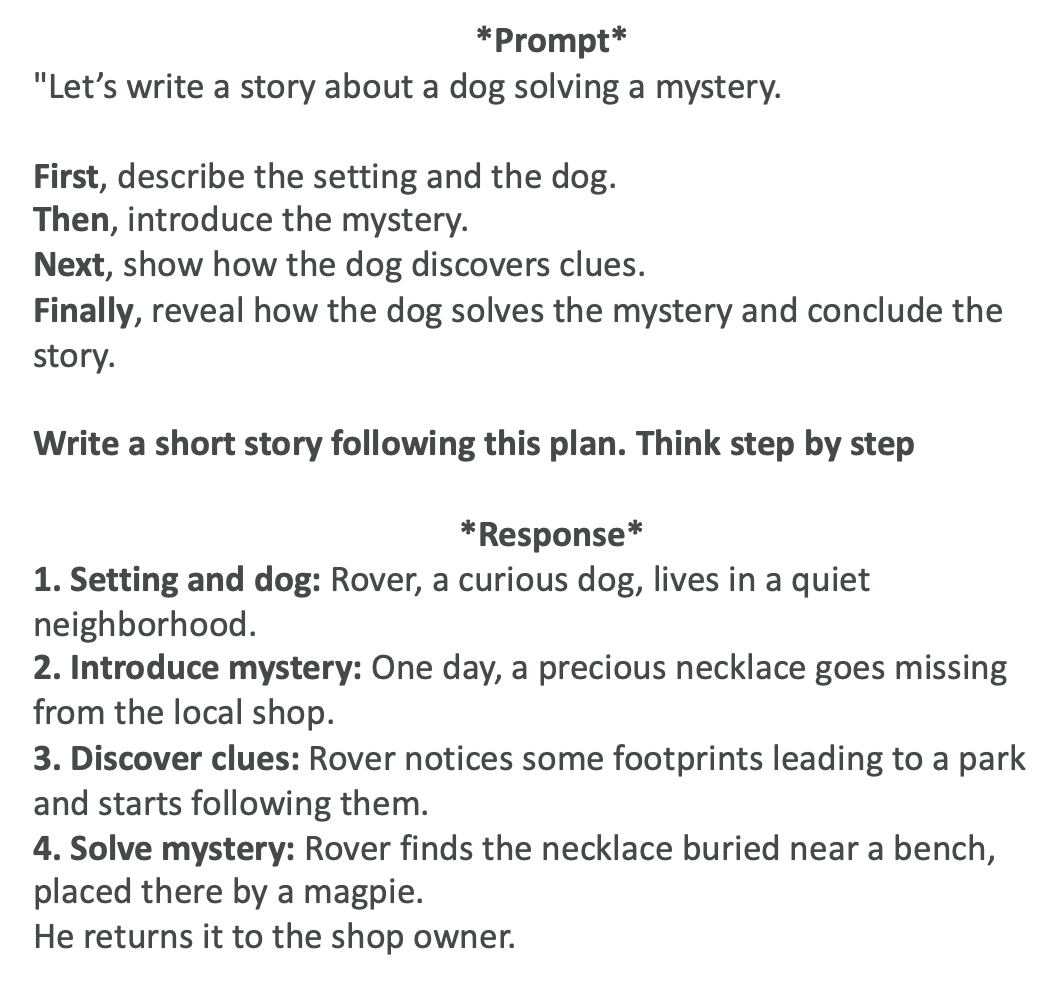 *Prompt*
"Let’s write a story about a dog solving a mystery.
First, describe the setting and the dog.
Then, introduce the mystery.
Next, show how the dog discovers clues.
Finally, reveal how the dog solves the mystery and conclude the
story.
Write a short story following this plan. Think step by step
*Response*
1. Setting and dog: Rover, a curious dog, lives in a quiet
neighborhood.
2. Introduce mystery: One day, a precious necklace goes missing
from the local shop.
3. Discover clues: Rover notices some footprints leading to a park
and starts following them.
4. Solve mystery: Rover finds the necklace buried near a bench,
placed there by a magpie.
He returns it to the shop owner.